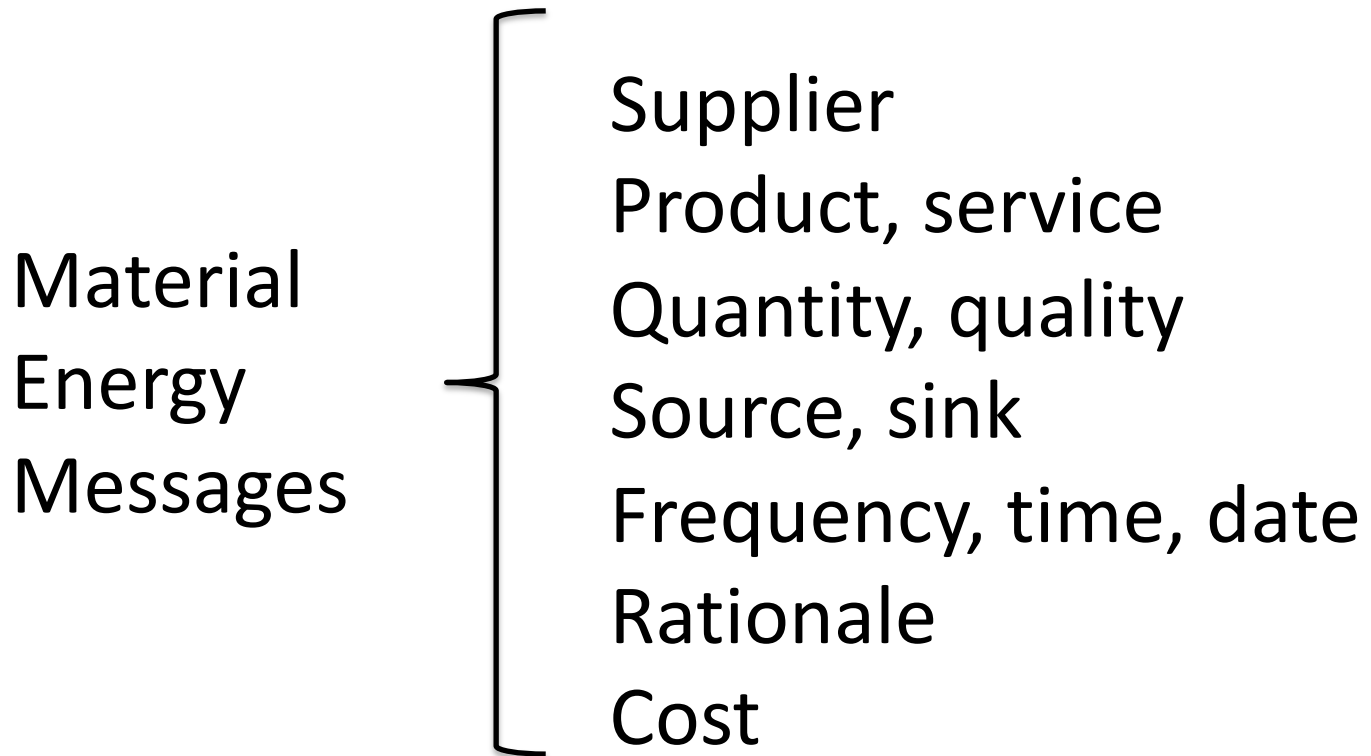 Material
Energy
Messages
Supplier
Product, service
Quantity, quality
Source, sink
Frequency, time, date
Rationale
Cost